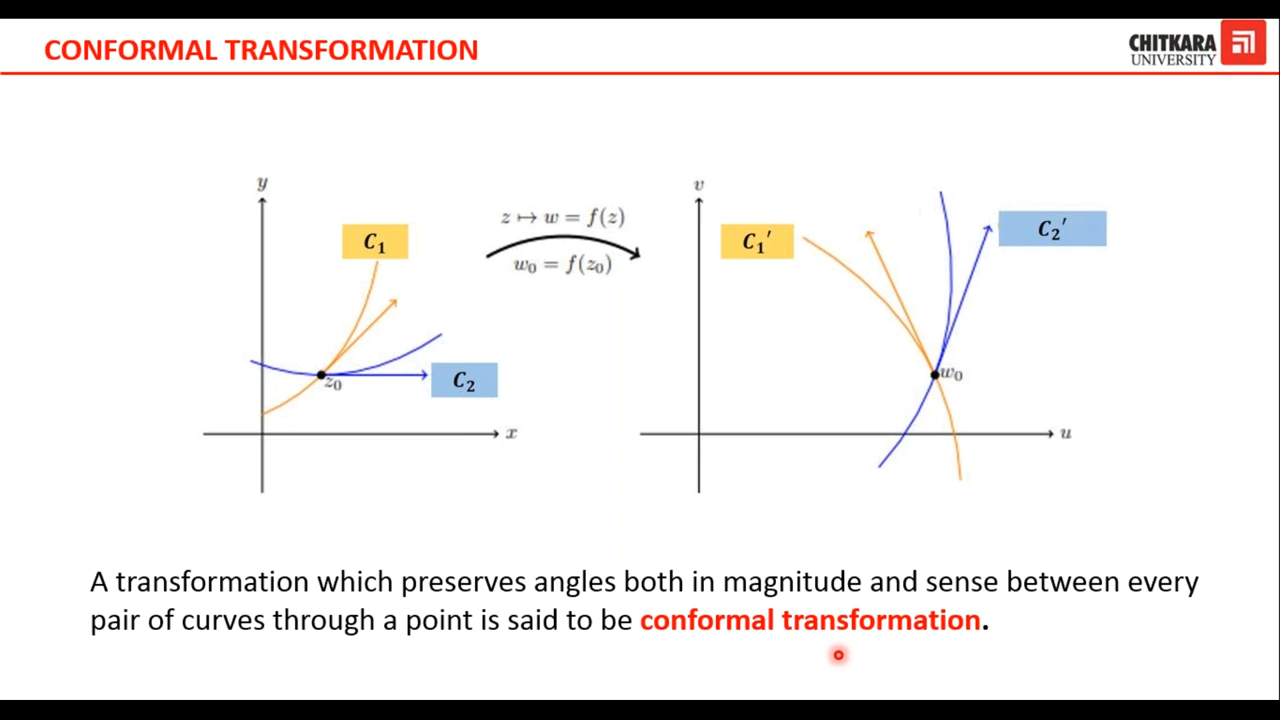 CONFORMAL TRANSFORMATION
CHITKARA
UNIVERSITY
y
C₁
z ↦ w = f(z)
w₀ = f(z₀)
z₀
C₂
x
v
C₁′
C₂′
w₀
u
A transformation which preserves angles both in magnitude and sense between every
pair of curves through a point is said to be conformal transformation.